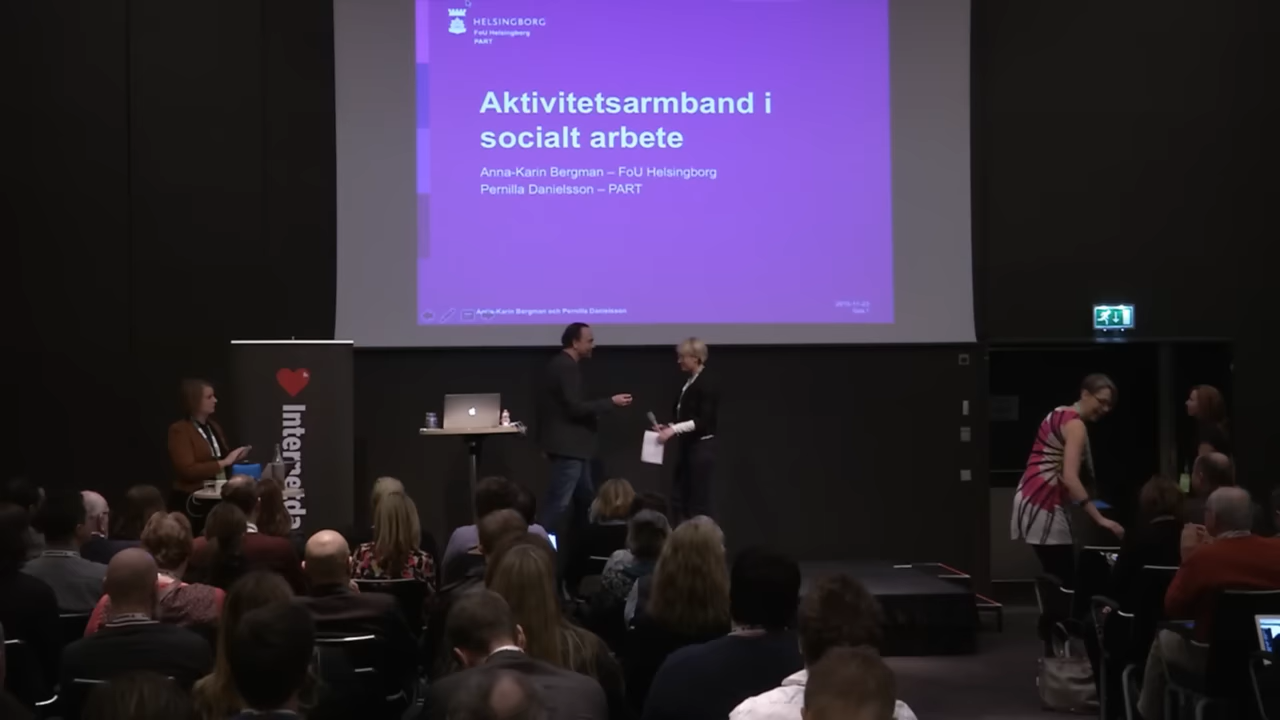 HELSINGBORG
FoU Helsingborg
PART
Aktivitetsarmband i
socialt arbete
Anna-Karin Bergman – FoU Helsingborg
Pernilla Danielsson – PART
Anna-Karin Bergman och Pernilla Danielsson
Internetda